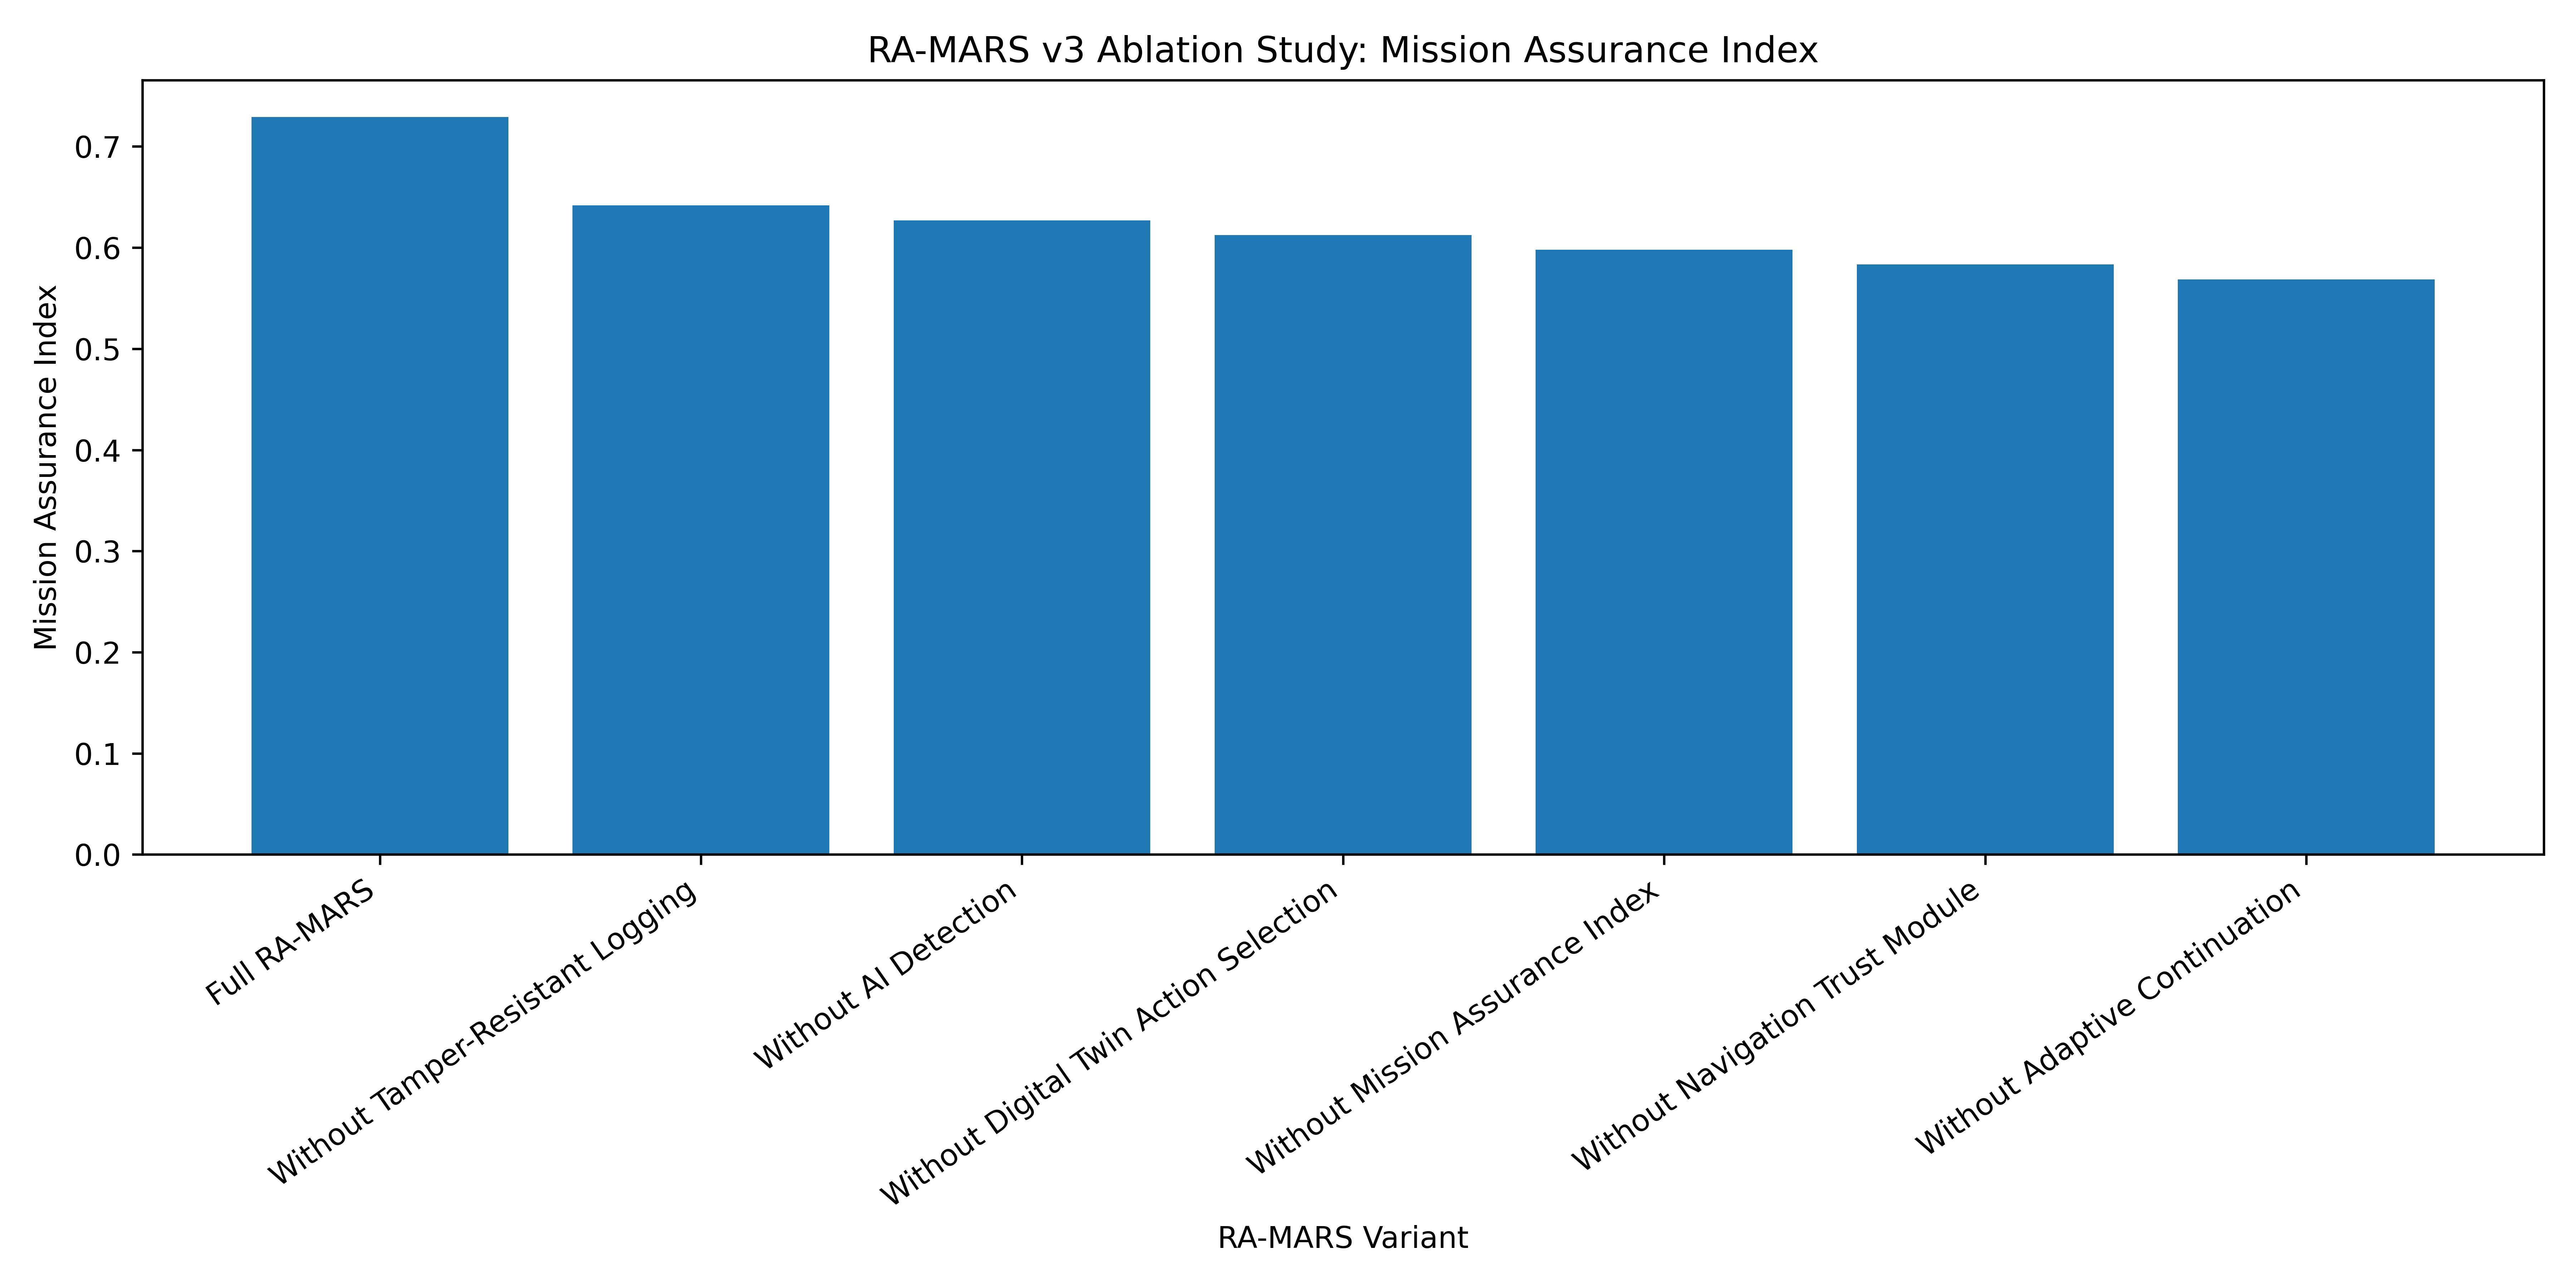 RA-MARS v3 Ablation Study: Mission Assurance Index
Mission Assurance Index
0.7
0.6
0.5
0.4
0.3
0.2
0.1
0.0
Full RA-MARS
Without Tamper-Resistant Logging
Without AI Detection
Without Digital Twin Action Selection
Without Mission Assurance Index
Without Navigation Trust Module
Without Adaptive Continuation
RA-MARS Variant